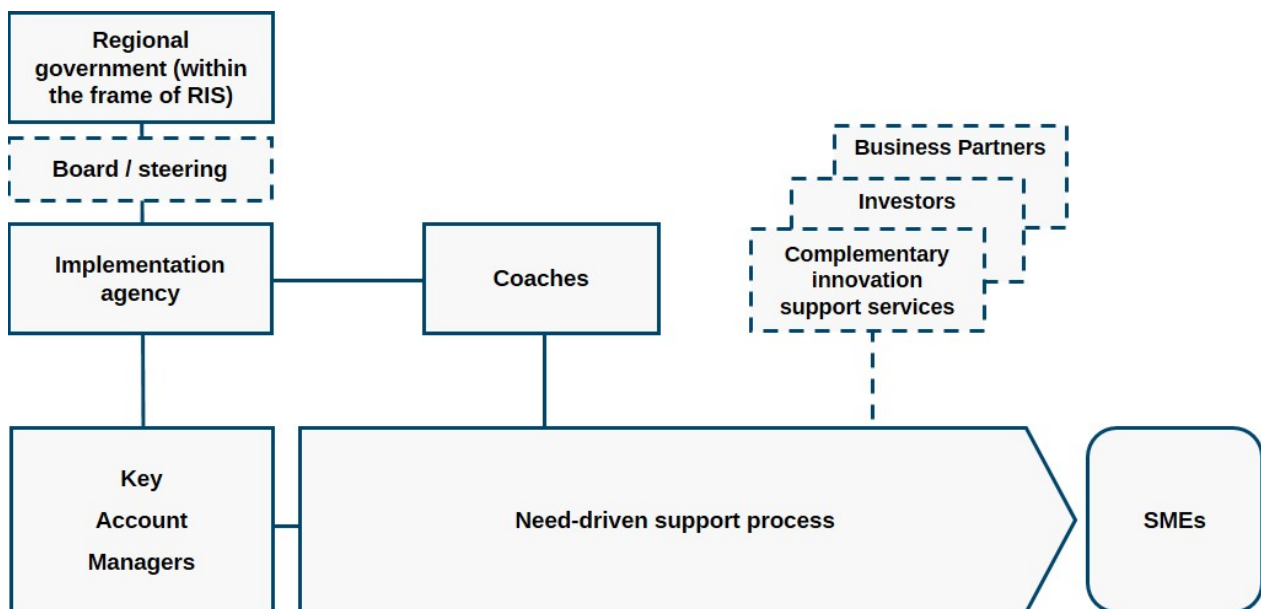 Regional
government (within
the frame of RIS)
Board / steering
Implementation
agency
Coaches
Business Partners
Investors
Complementary
innovation
support services
Key
Account
Managers
Need-driven support process
SMEs